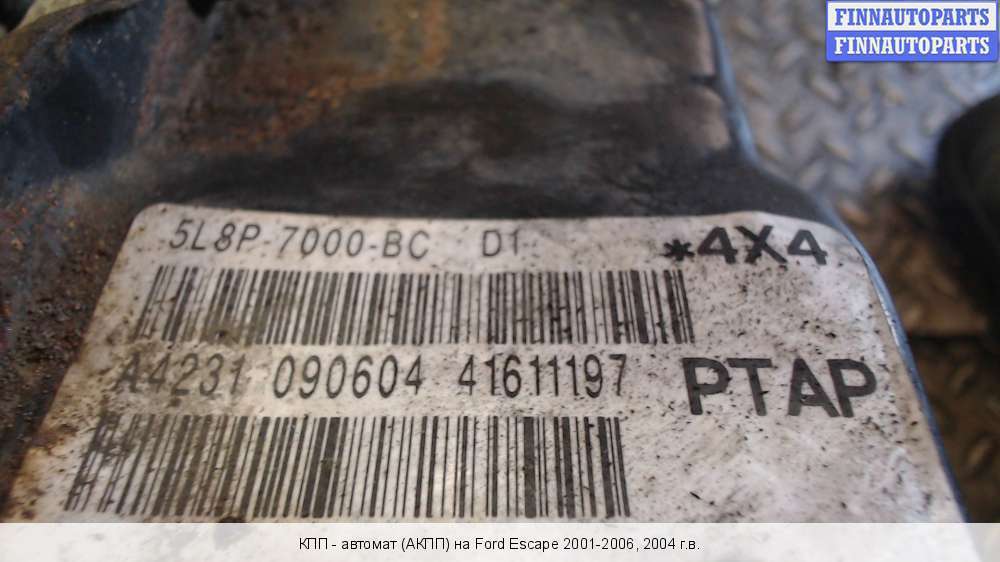 FINNAUTOPARTS
FINNAUTOPARTS
5L8P-7000-BC D1 *4X4
A4231 090604 41611197 PTAP
КПП - автомат (АКПП) на Ford Escape 2001-2006, 2004 г.в.